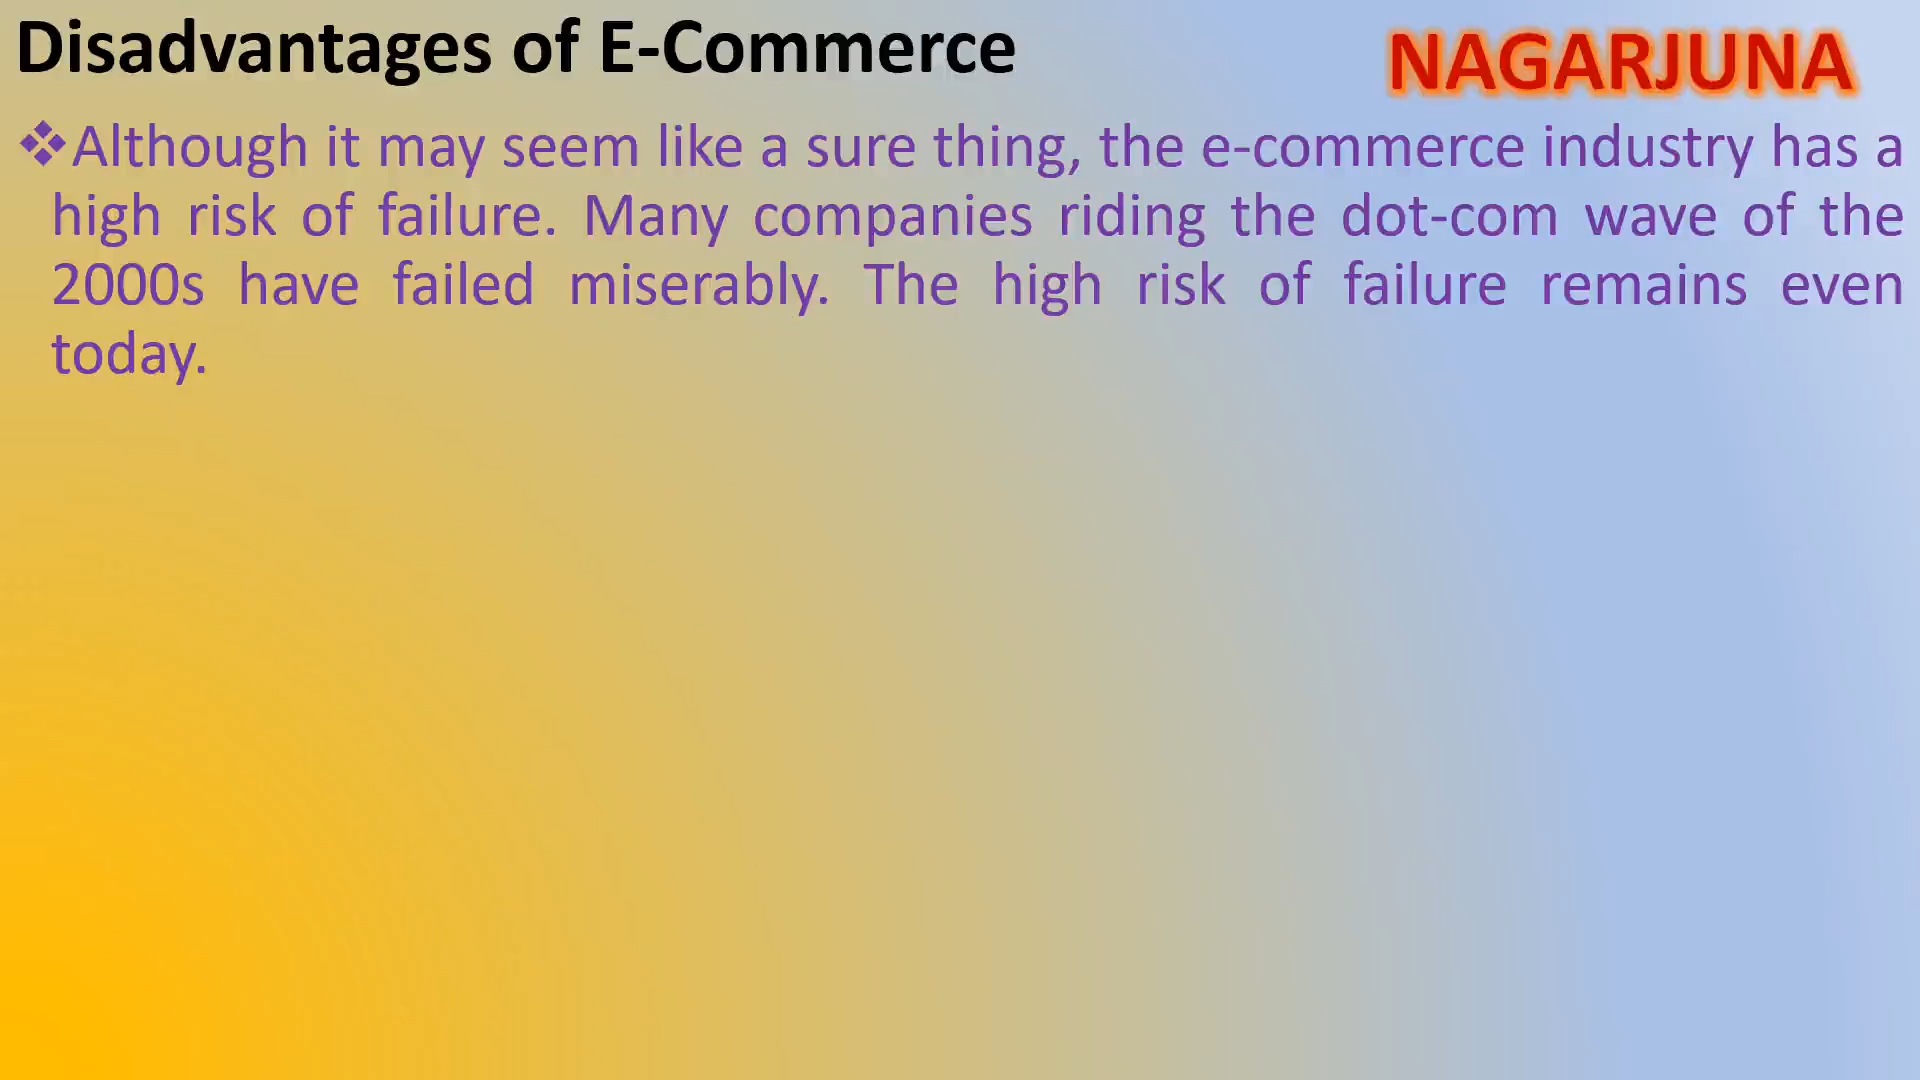 Disadvantages of E-Commerce
NAGARJUNA
❖Although it may seem like a sure thing, the e-commerce industry has a
high risk of failure. Many companies riding the dot-com wave of the
2000s have failed miserably. The high risk of failure remains even
today.